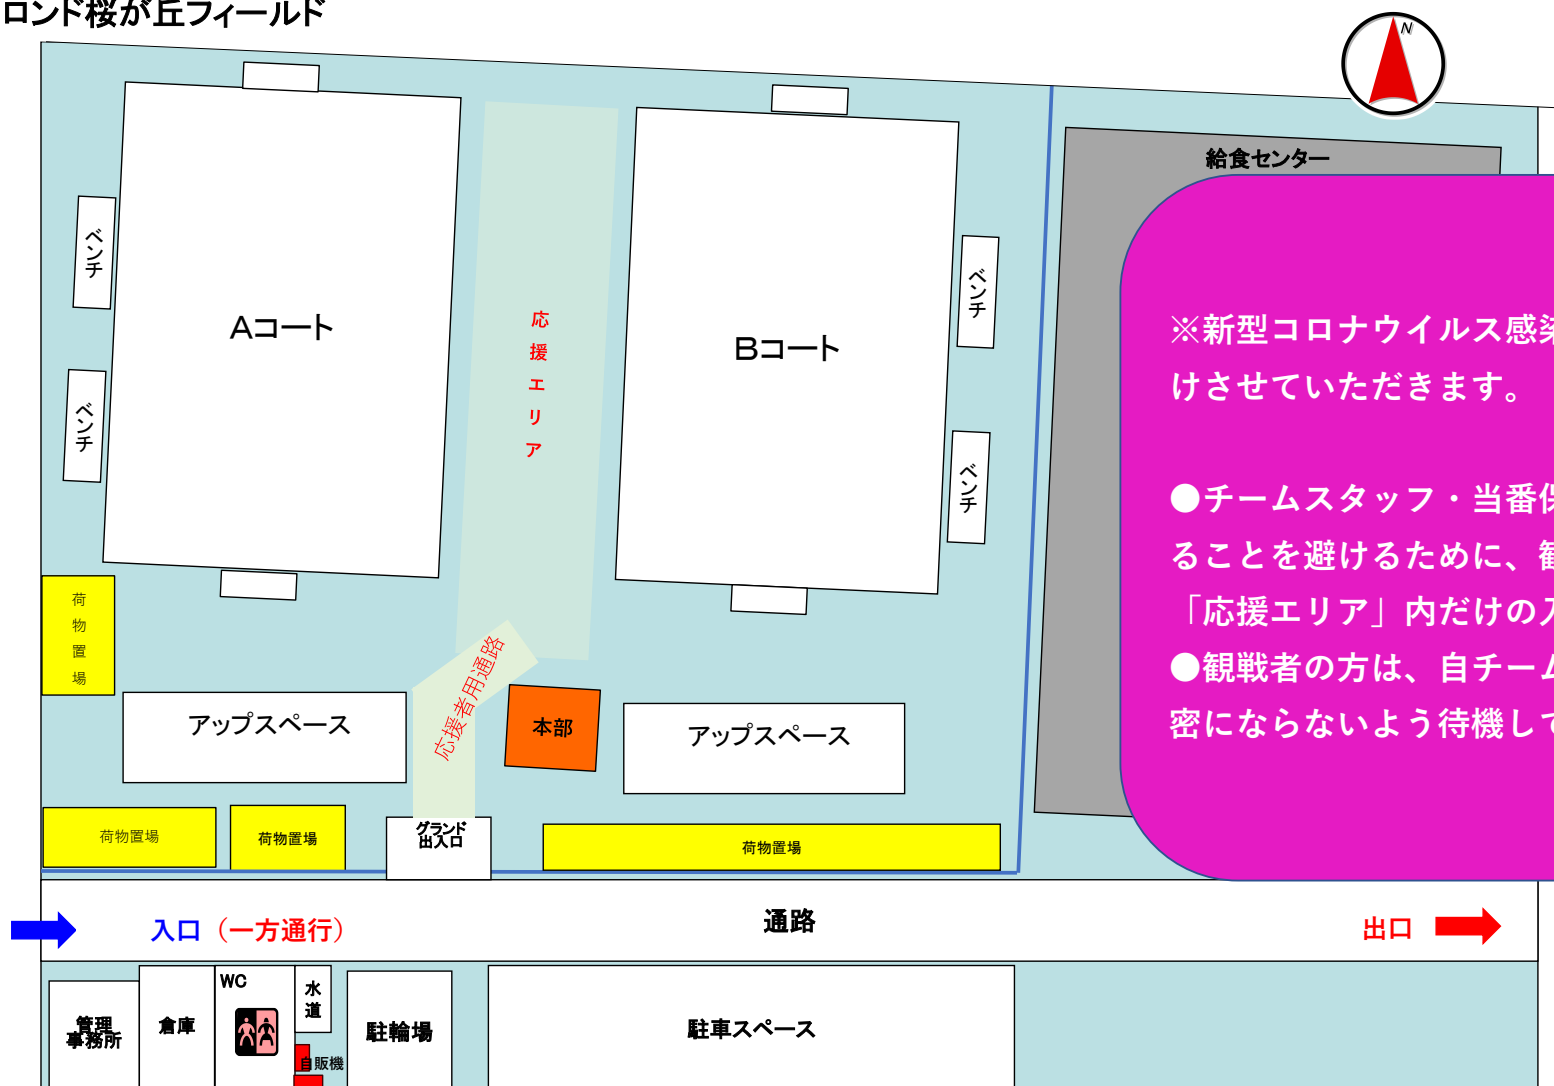 ロンド桜が丘フィールド
N
給食センター
ベンチ
ベンチ
Aコート
応援エリア
Bコート
ベンチ
ベンチ
※新型コロナウイルス感染
けさせていただきます。
●チームスタッフ・当番保
ることを避けるために、観
「応援エリア」内だけの入
●観戦者の方は、自チーム
密にならないよう待機して
荷物置場
応援者用通路
アップスペース
本部
アップスペース
荷物置場
荷物置場
グランド
出入口
荷物置場
入口（一方通行）
通路
出口
管理
事務所
倉庫
WC
水道
自販機
駐輪場
駐車スペース